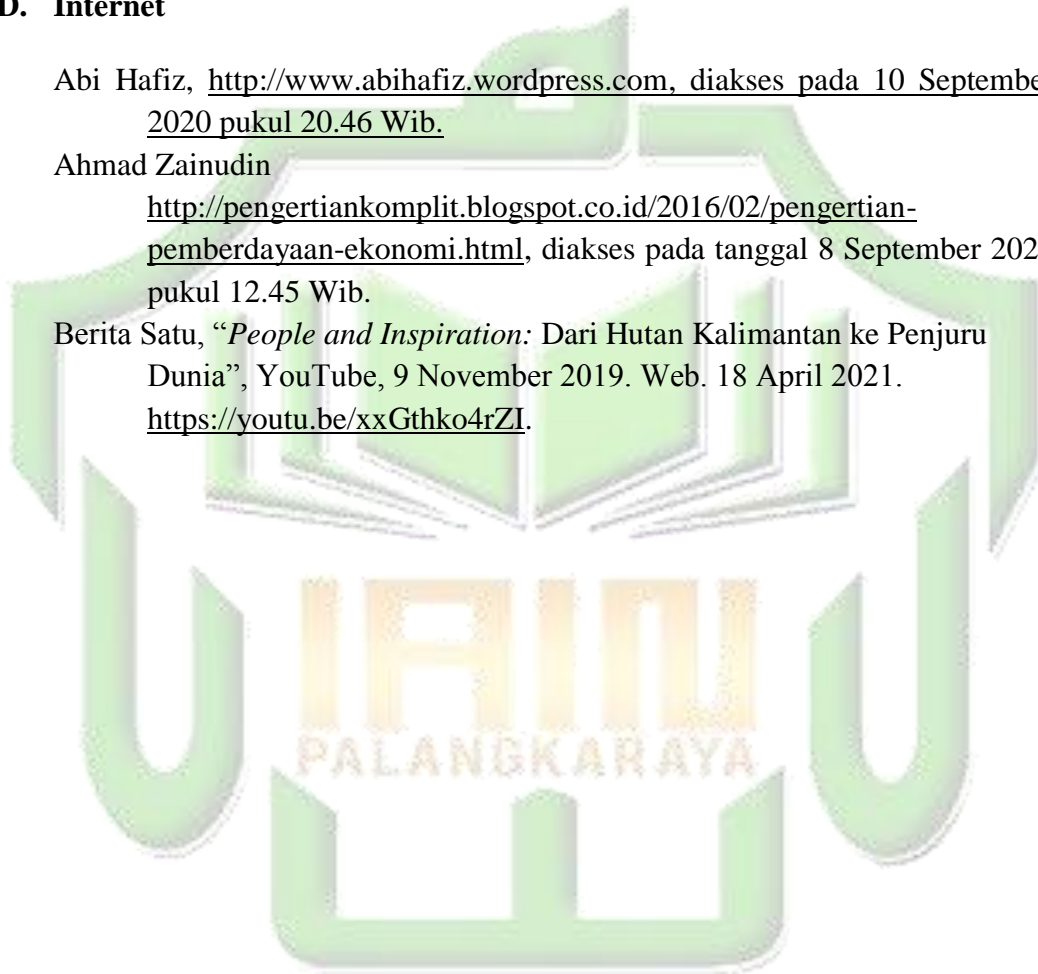 D. Internet
Abi Hafiz, http://www.abihafiz.wordpress.com, diakses pada 10 Septembe
2020 pukul 20.46 Wib.
Ahmad Zainudin
http://pengertiankomplit.blogspot.co.id/2016/02/pengertian-
pemberdayaan-ekonomi.html, diakses pada tanggal 8 September 202
pukul 12.45 Wib.
Berita Satu, “People and Inspiration: Dari Hutan Kalimantan ke Penjuru
Dunia”, YouTube, 9 November 2019. Web. 18 April 2021.
https://youtu.be/xxGthko4rZI.
IAIN
PALANGKARAYA